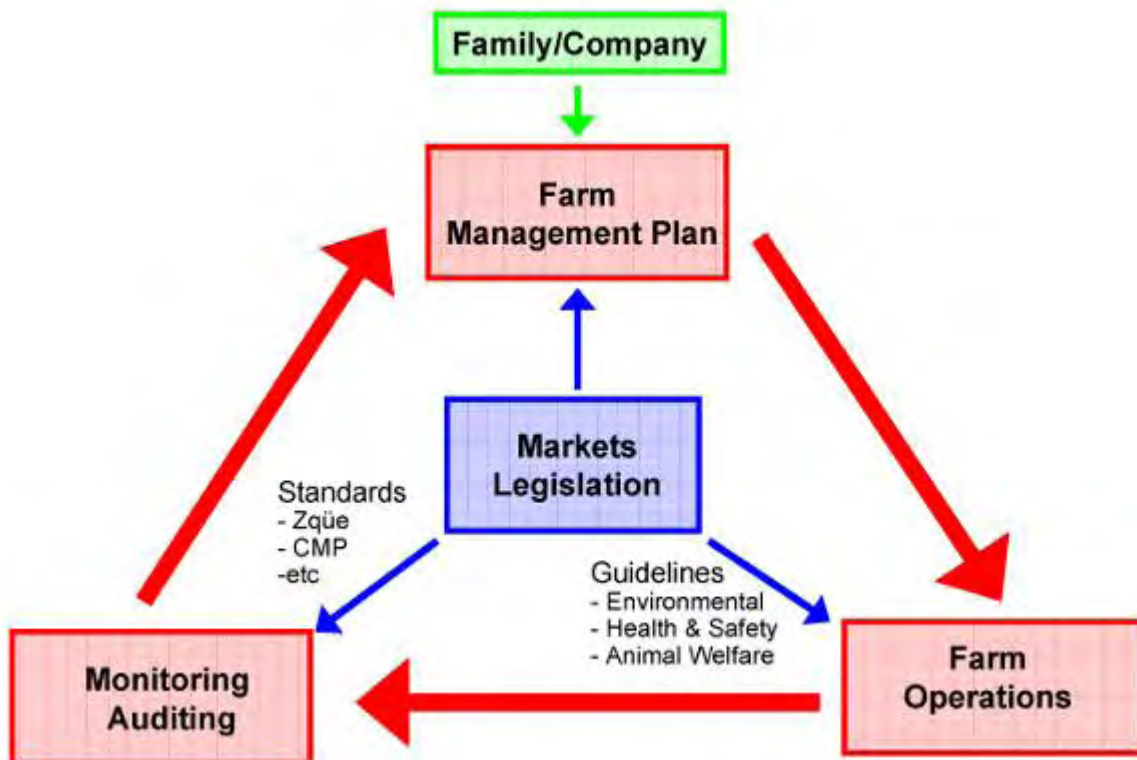 Family/Company
Farm
Management Plan
Markets
Legislation
Standards
- Zqüe
- CMP
-etc
Guidelines
- Environmental
- Health & Safety
- Animal Welfare
Monitoring
Auditing
Farm
Operations